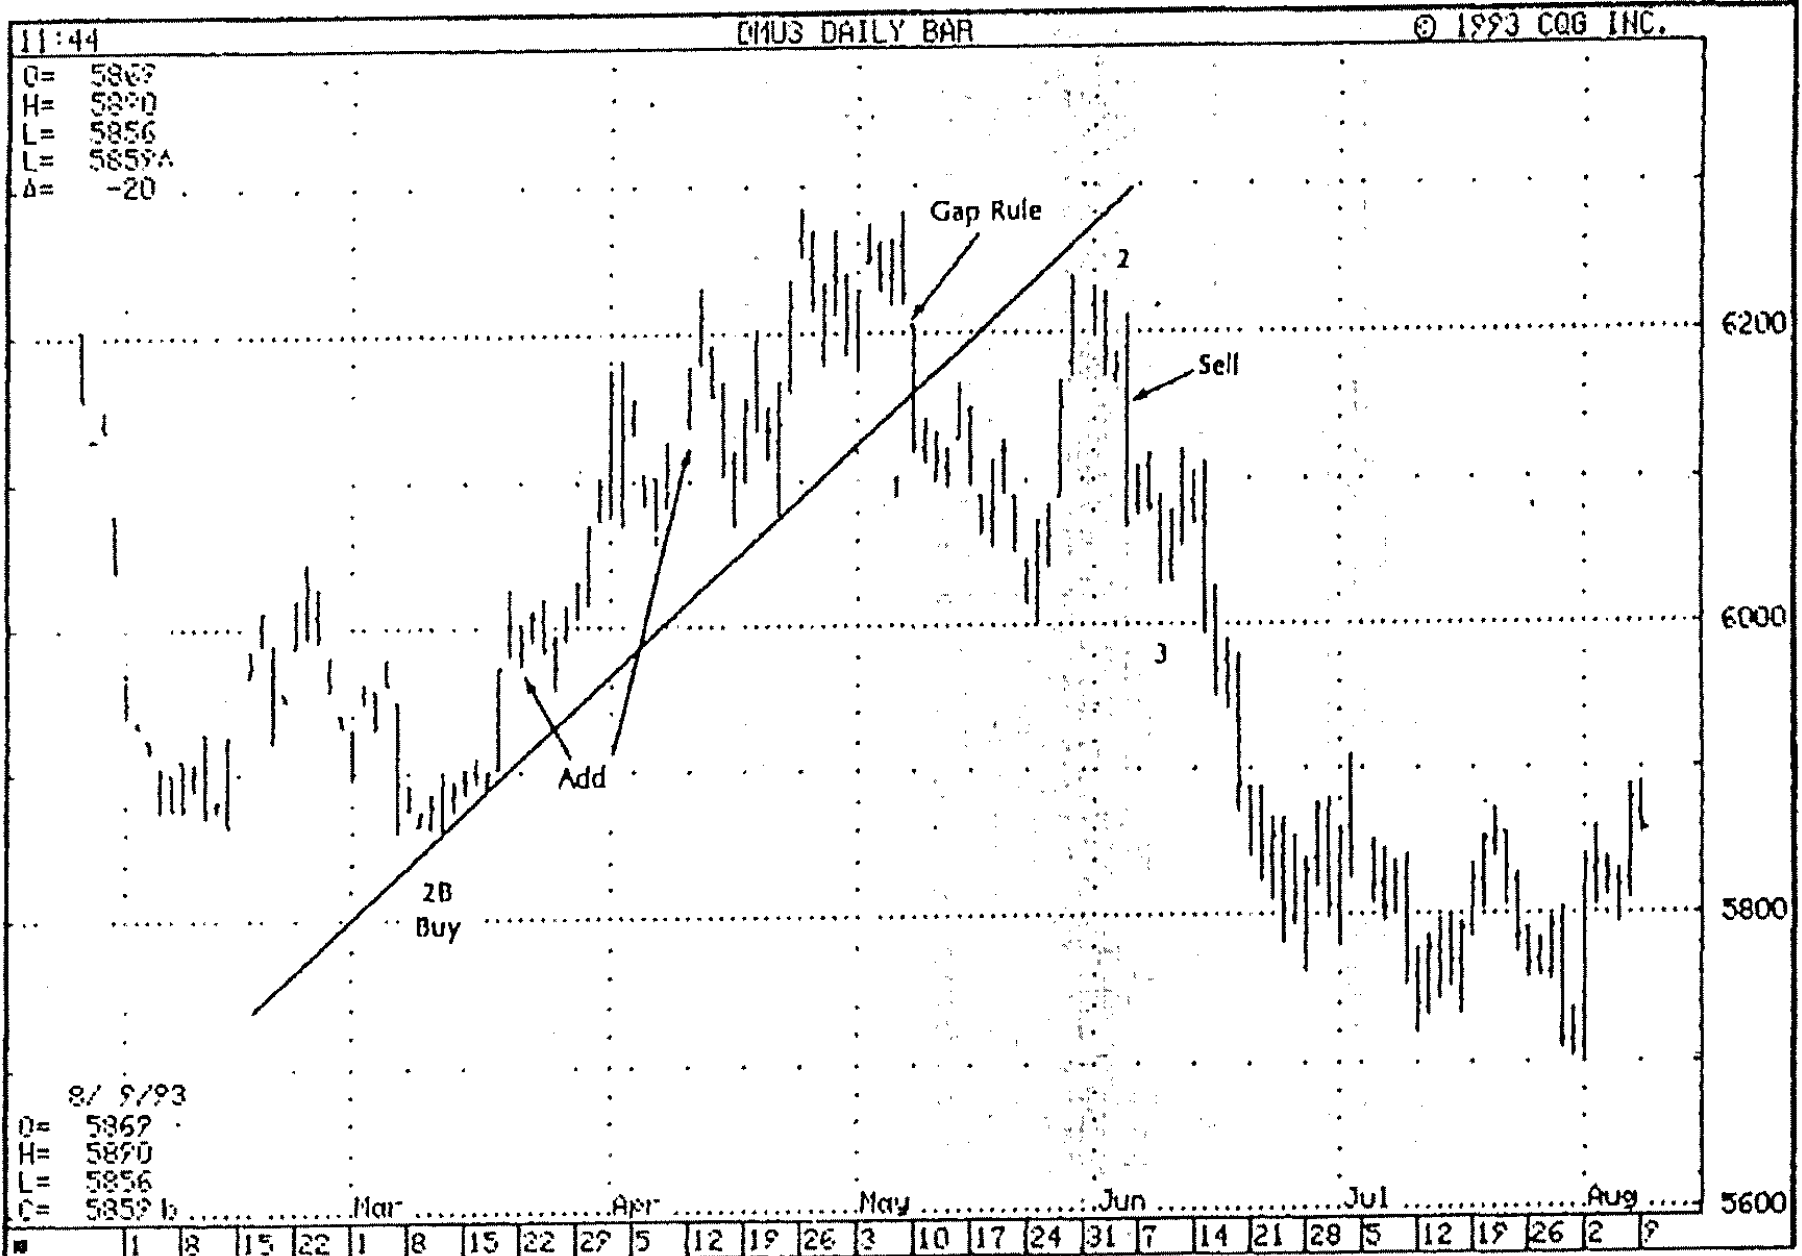 11:44 DMU3 DAILY BAR © 1993 CQG INC.
O= 5869
H= 5890
L= 5856
L= 5859A
Δ= -20
Gap Rule
2
6200
Sell
6000
3
Add
2B
Buy
5800
8/ 9/93
O= 5869
H= 5890
L= 5856
C= 5859 b
Mar Apr May Jun Jul Aug 5600
1 8 15 22 1 8 15 22 29 5 12 19 26 3 10 17 24 31 7 14 21 28 5 12 19 26 2 9